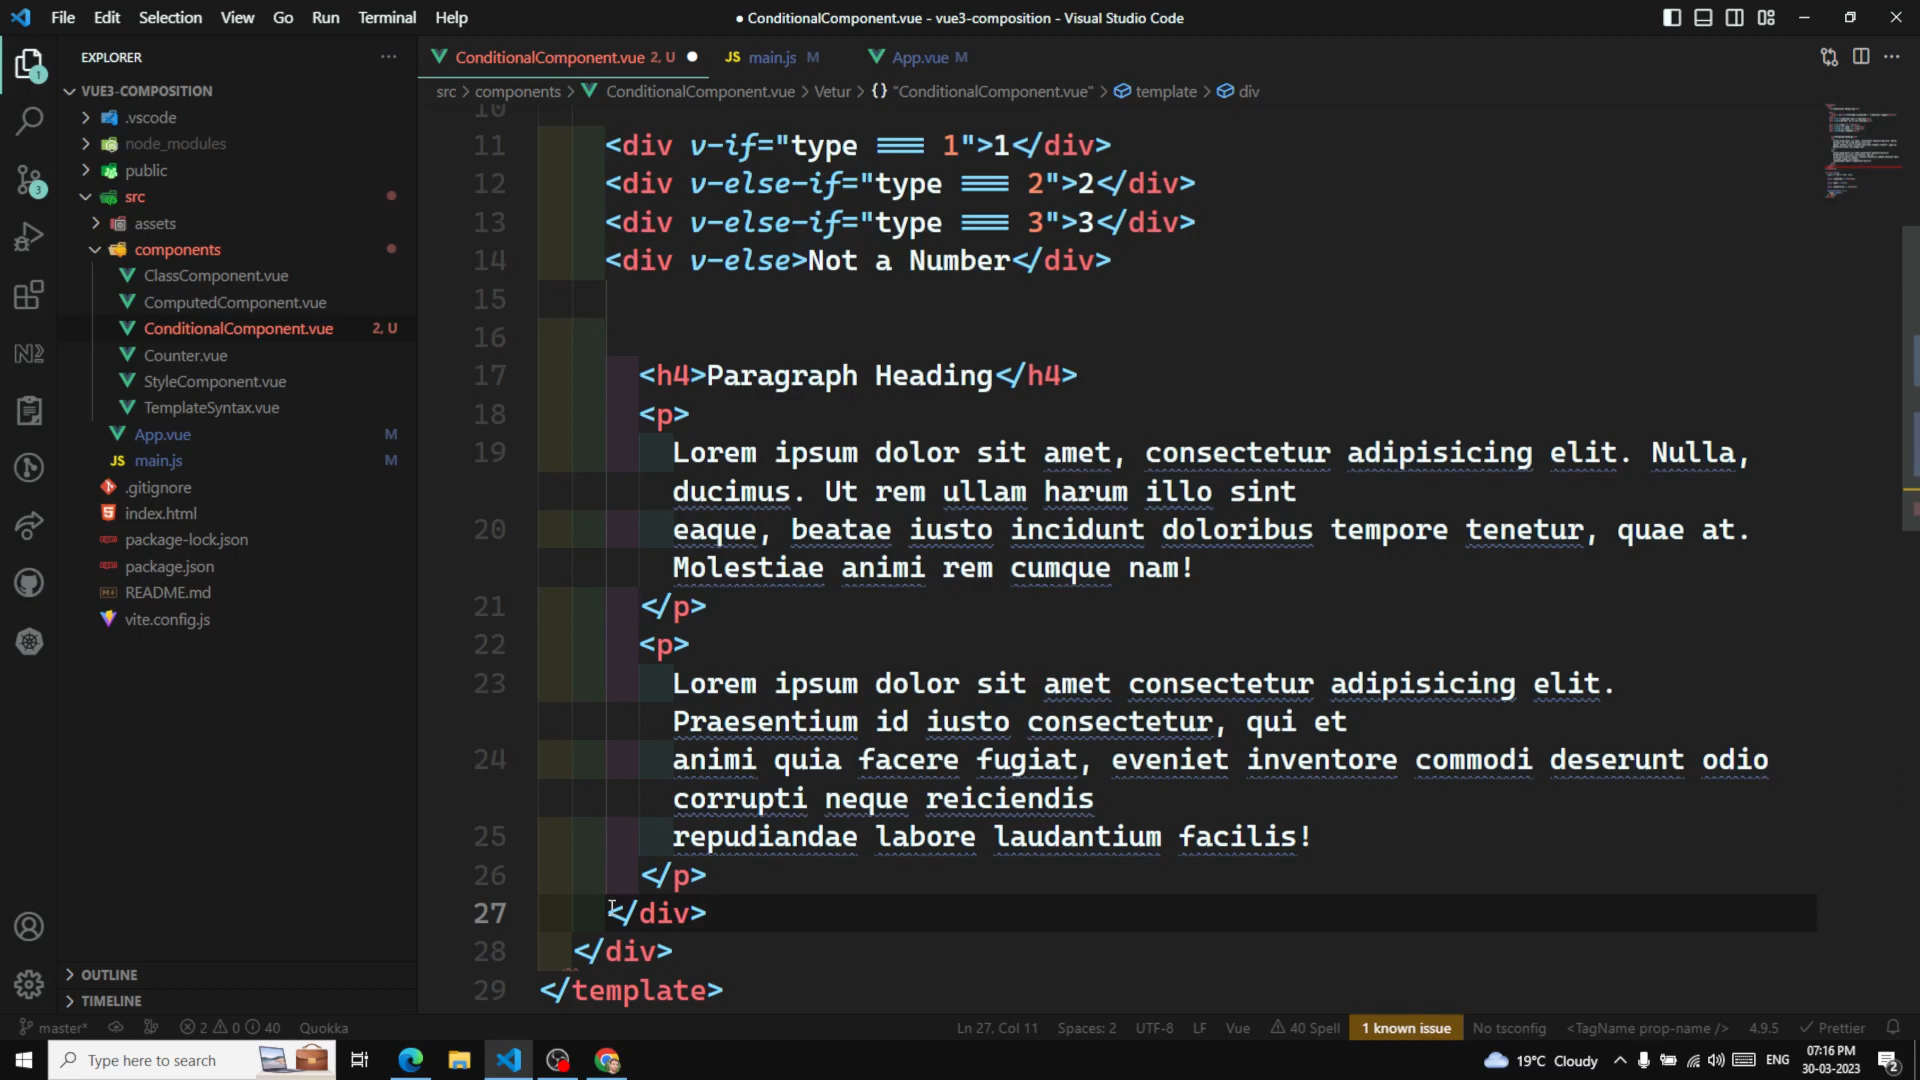 File Edit Selection View Go Run Terminal Help
● ConditionalComponent.vue - vue3-composition - Visual Studio Code
EXPLORER
VUE3-COMPOSITION
.vscode
node_modules
public
src
assets
components
ClassComponent.vue
ComputedComponent.vue
ConditionalComponent.vue 2, U
Counter.vue
StyleComponent.vue
TemplateSyntax.vue
App.vue M
main.js M
.gitignore
index.html
package-lock.json
package.json
README.md
vite.config.js
OUTLINE
TIMELINE
ConditionalComponent.vue 2, U ● JS main.js M App.vue M
src > components > ConditionalComponent.vue > Vetur > {} "ConditionalComponent.vue" > template > div
10
11 <div v-if="type === 1">1</div>
12 <div v-else-if="type === 2">2</div>
13 <div v-else-if="type === 3">3</div>
14 <div v-else>Not a Number</div>
15
16
17 <h4>Paragraph Heading</h4>
18 <p>
19 Lorem ipsum dolor sit amet, consectetur adipisicing elit. Nulla,
ducimus. Ut rem ullam harum illo sint
20 eaque, beatae iusto incidunt doloribus tempore tenetur, quae at.
Molestiae animi rem cumque nam!
21 </p>
22 <p>
23 Lorem ipsum dolor sit amet consectetur adipisicing elit.
Praesentium id iusto consectetur, qui et
24 animi quia facere fugiat, eveniet inventore commodi deserunt odio
corrupti neque reiciendis
25 repudiandae labore laudantium facilis!
26 </p>
27 </div>
28 </div>
29 </template>
master* 2 0 40 Quokka Ln 27, Col 11 Spaces: 2 UTF-8 LF Vue 40 Spell 1 known issue No tsconfig <TagName prop-name /> 4.9.5 Prettier
Type here to search 19°C Cloudy ENG 07:16 PM
30-03-2023 2